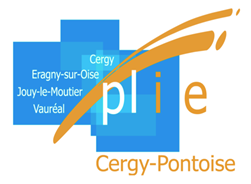 Cergy
Eragny-sur-Oise
Jouy-le-Moutier
Vauréal
plie
Cergy-Pontoise